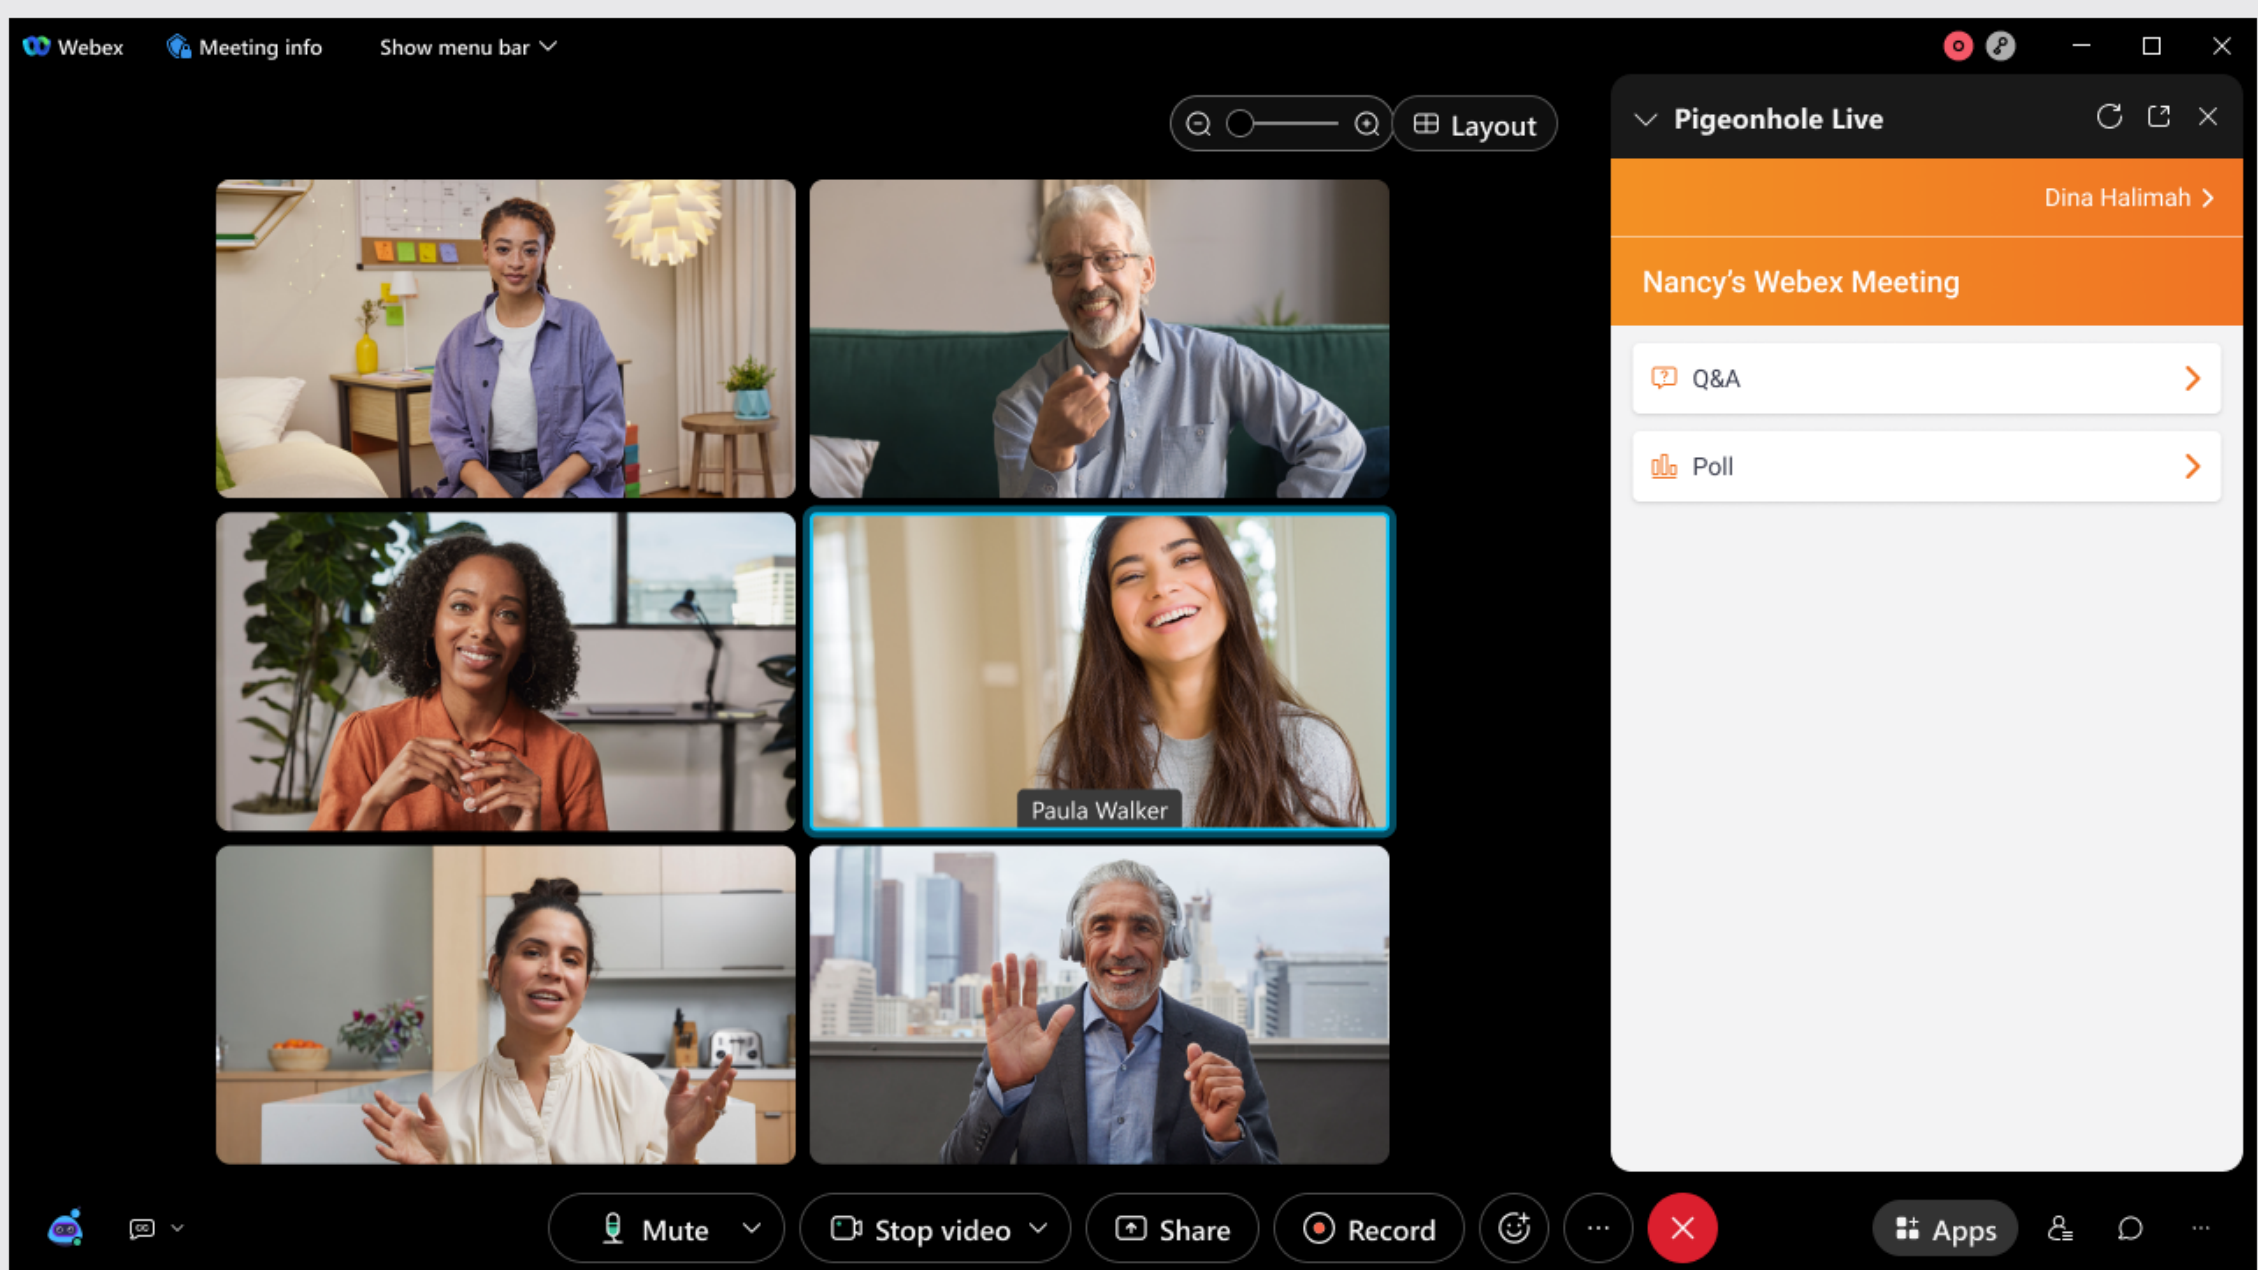 Webex
Meeting info
Show menu bar
Layout
Pigeonhole Live
Dina Halimah
Nancy's Webex Meeting
Q&A
Poll
Paula Walker
Mute
Stop video
Share
Record
Apps